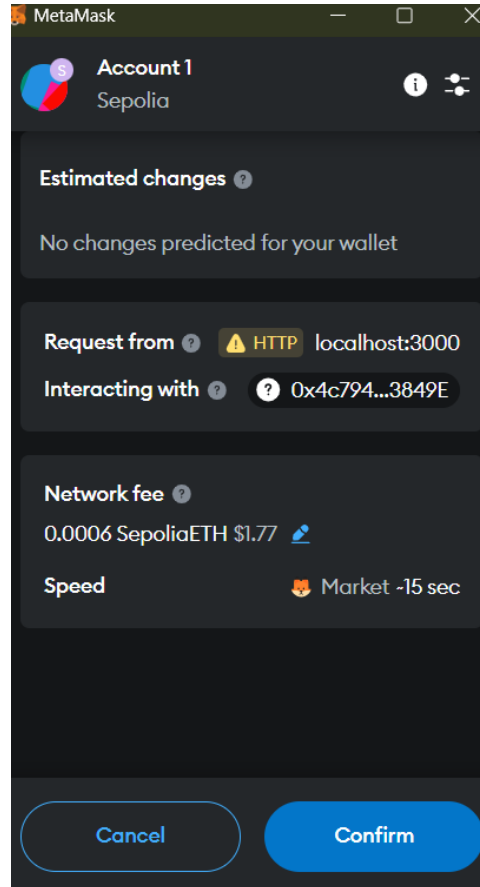 MetaMask
S
Account 1
Sepolia
Estimated changes
No changes predicted for your wallet
Request from HTTP localhost:3000
Interacting with 0x4c794...3849E
Network fee
0.0006 SepoliaETH $1.77
Speed Market ~15 sec
Cancel Confirm